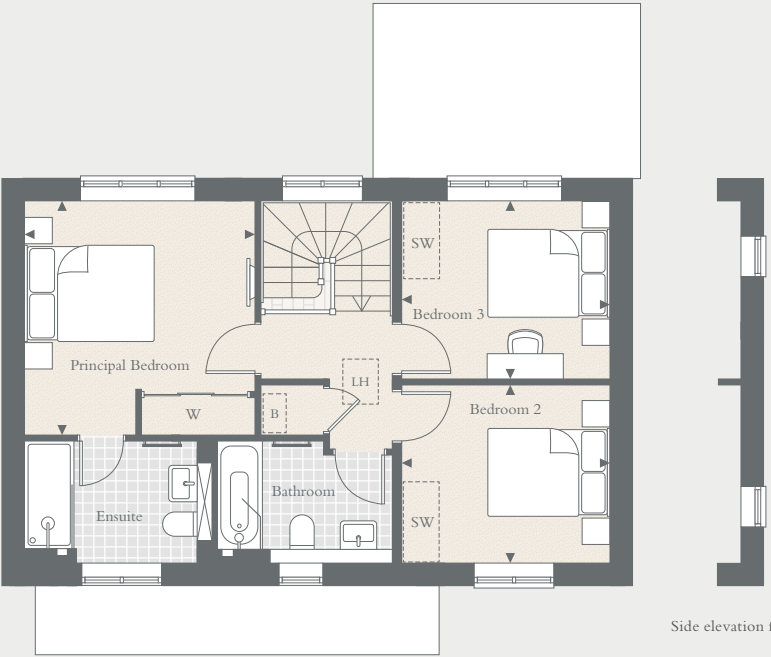 SW
Bedroom 3
Principal Bedroom
LH
W
B
Bedroom 2
Bathroom
Ensuite
SW
Side elevation